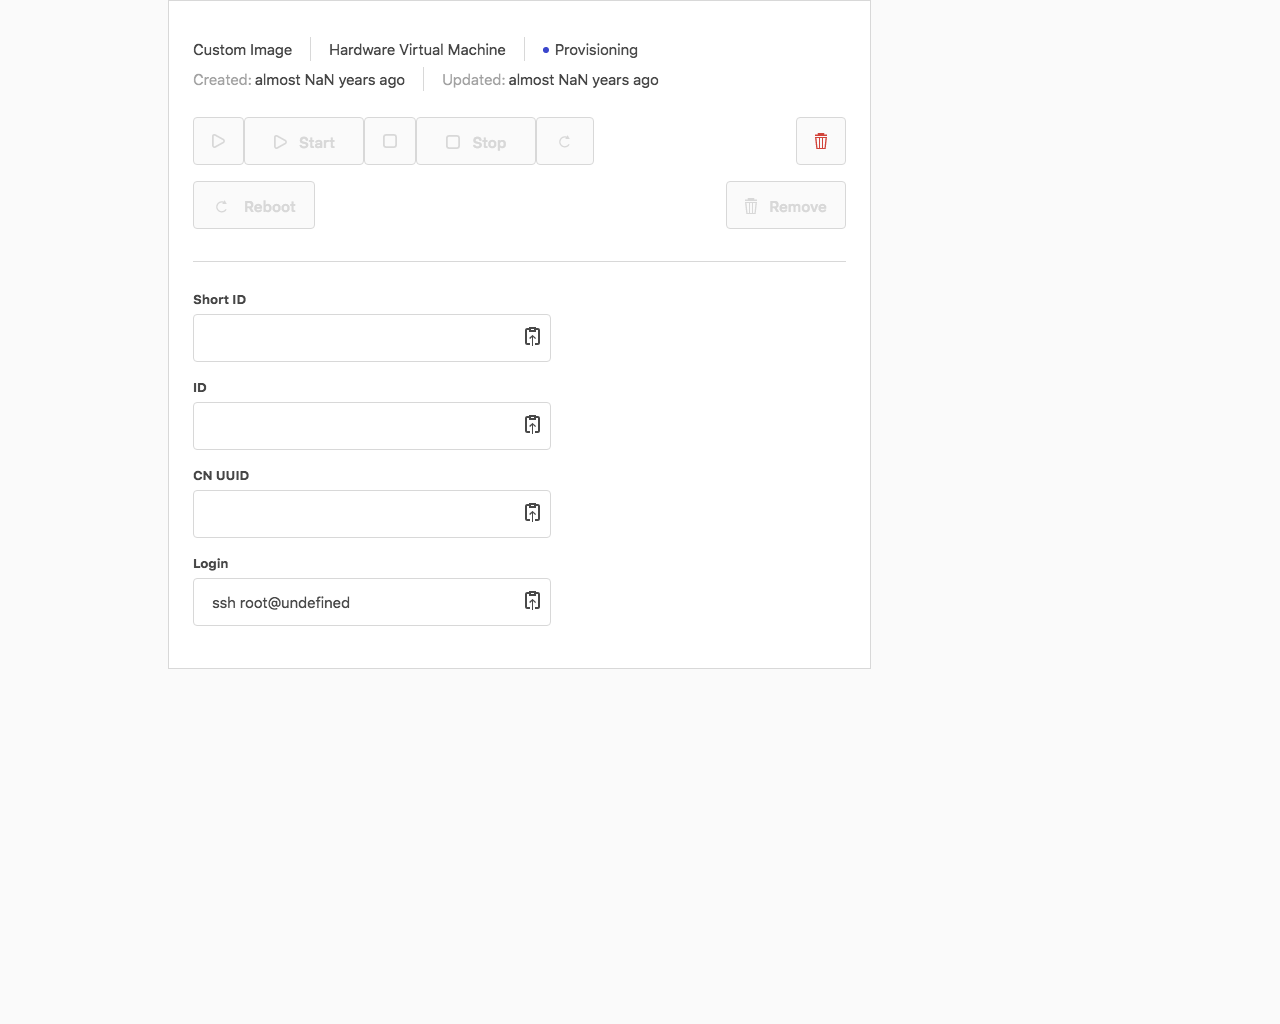 Custom Image Hardware Virtual Machine Provisioning
Created: almost NaN years ago Updated: almost NaN years ago
Start Stop
Reboot Remove
Short ID
ID
CN UUID
Login
ssh root@undefined